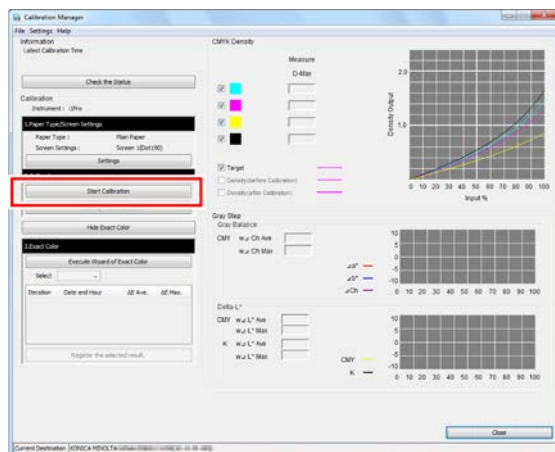 Calibration Manager
File Settings Help
Information
Latest Calibration Time
Check the Status
Calibration
Instrument : i1Pro
1.Paper Type/Screen Settings
Paper Type : Plain Paper
Screen Settings : Screen 1(Dot190)
Settings
Start Calibration
Hide Exact Color
3.Exact Color
Execute Wizard of Exact Color
Select
Iteration Date and Hour ΔE Ave. ΔE Max.
Register the selected result.
CMYK Density
Measure
D-Max
Target
Density(before Calibration)
Density(after Calibration)
Density Output
2.0
1.0
0 10 20 30 40 50 60 70 80 90 100
Input %
Gray Step
Gray Balance
CMY w⊿Ch Ave
w⊿Ch Max
⊿a*
⊿b*
⊿Ch
10
5
0
-5
-10
0 10 20 30 40 50 60 70 80 90 100
Delta-L*
CMY w⊿L* Ave
w⊿L* Max
K w⊿L* Ave
w⊿L* Max
CMY
K
10
5
0
-5
-10
0 10 20 30 40 50 60 70 80 90 100
Close
Current Destination KONICA MINOLTA